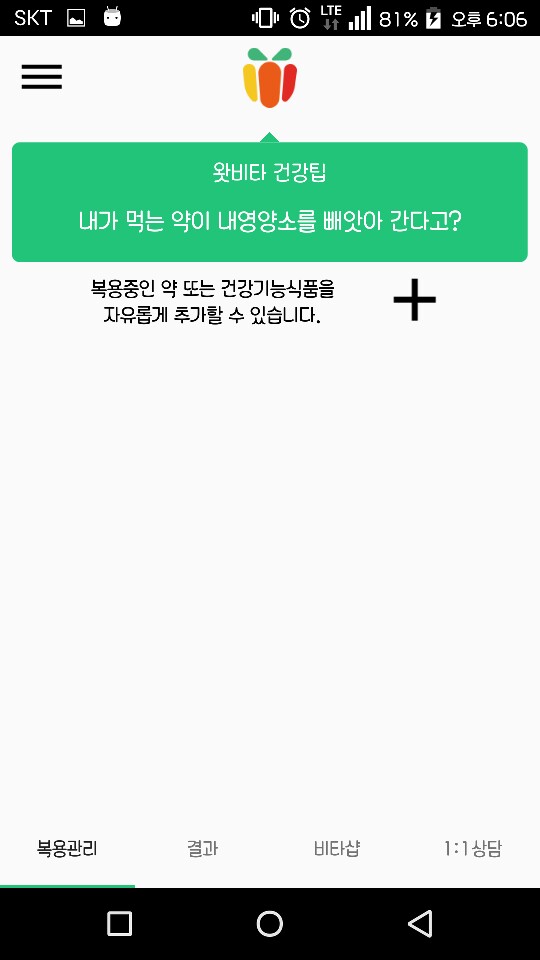 SKT LTE 81% 오후 6:06
왓비타 건강팁
내가 먹는 약이 내영양소를 빼앗아 간다고?
복용중인 약 또는 건강기능식품을
자유롭게 추가할 수 있습니다.
복용관리 결과 비타샵 1:1상담